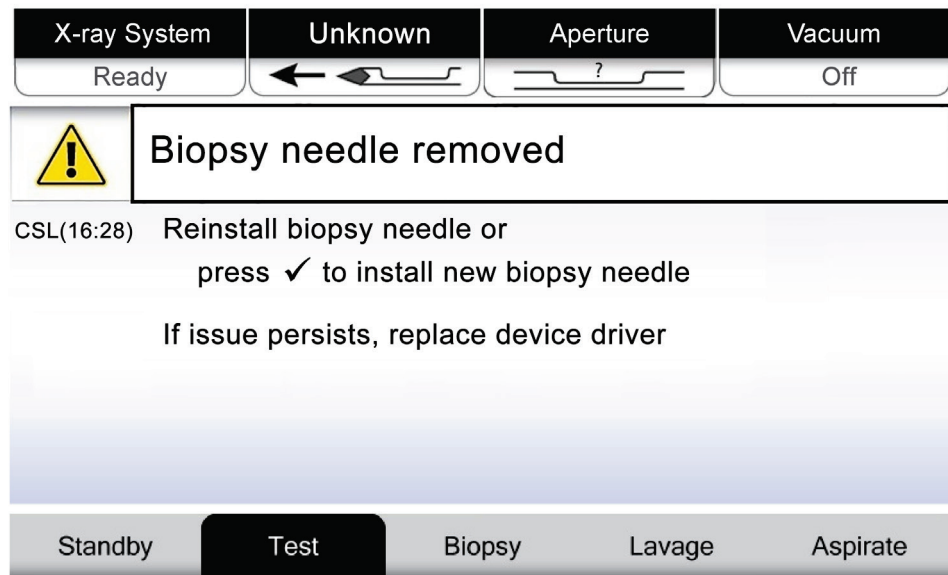 X-ray System Unknown Aperture Vacuum
Ready ? Off
Biopsy needle removed
CSL(16:28) Reinstall biopsy needle or
press ✓ to install new biopsy needle
If issue persists, replace device driver
Standby Test Biopsy Lavage Aspirate